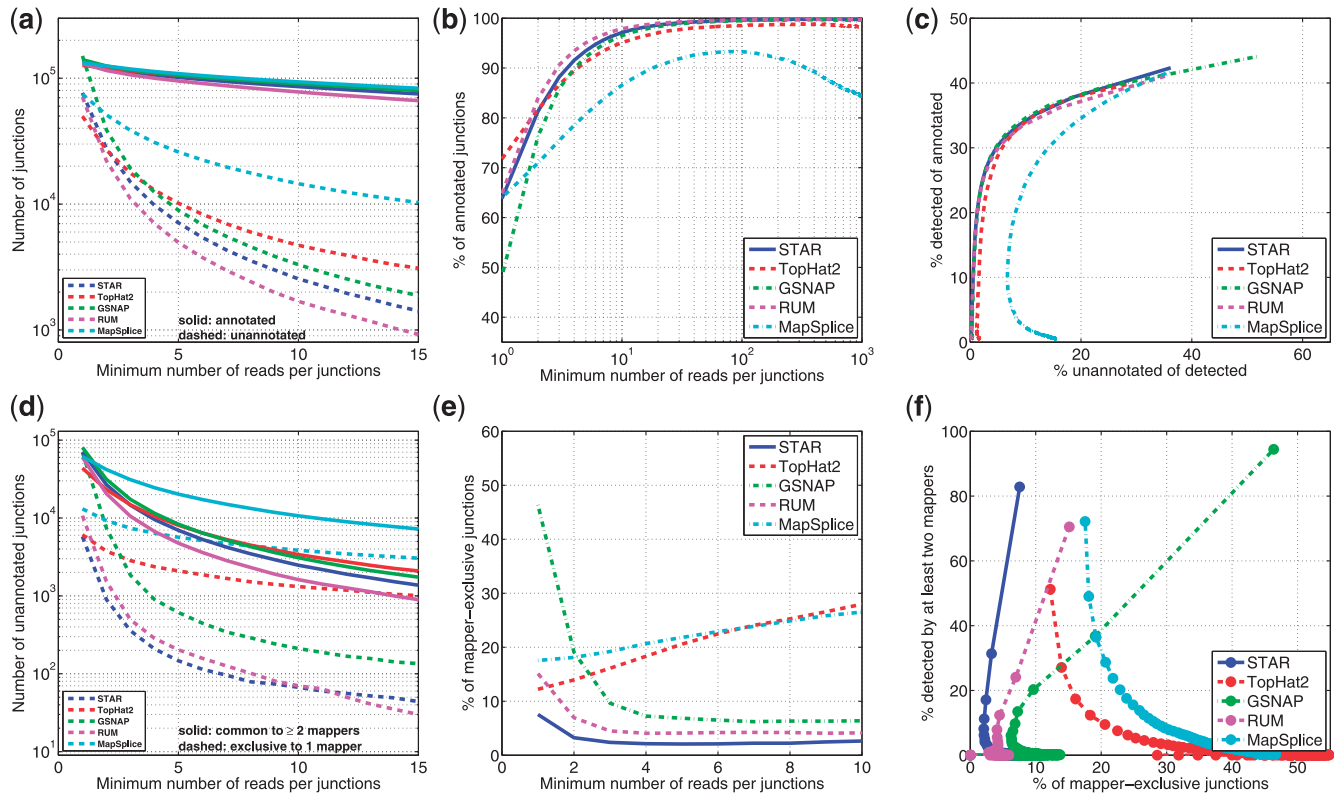 (a)
Number of junctions
10^5
10^4
10^3
STAR
TopHat2
GSNAP
RUM
MapSplice
solid: annotated
dashed: unannotated
0 5 10 15
Minimum number of reads per junctions
(b)
% of annotated junctions
100
95
90
85
80
75
70
65
60
55
50
45
40
35
STAR
TopHat2
GSNAP
RUM
MapSplice
10^0 10^1 10^2 10^3
Minimum number of reads per junctions
(c)
% detected of annotated
50
40
30
20
10
0
STAR
TopHat2
GSNAP
RUM
MapSplice
0 20 40 60
% unannotated of detected
(d)
Number of unannotated junctions
10^5
10^4
10^3
10^2
10^1
STAR
TopHat2
GSNAP
RUM
MapSplice
solid: common to ≥ 2 mappers
dashed: exclusive to 1 mapper
0 5 10 15
Minimum number of reads per junctions
(e)
% of mapper−exclusive junctions
60
50
40
30
20
10
0
STAR
TopHat2
GSNAP
RUM
MapSplice
0 2 4 6 8 10
Minimum number of reads per junctions
(f)
% detected by at least two mappers
100
80
60
40
20
0
STAR
TopHat2
GSNAP
RUM
MapSplice
0 10 20 30 40 50
% of mapper−exclusive junctions